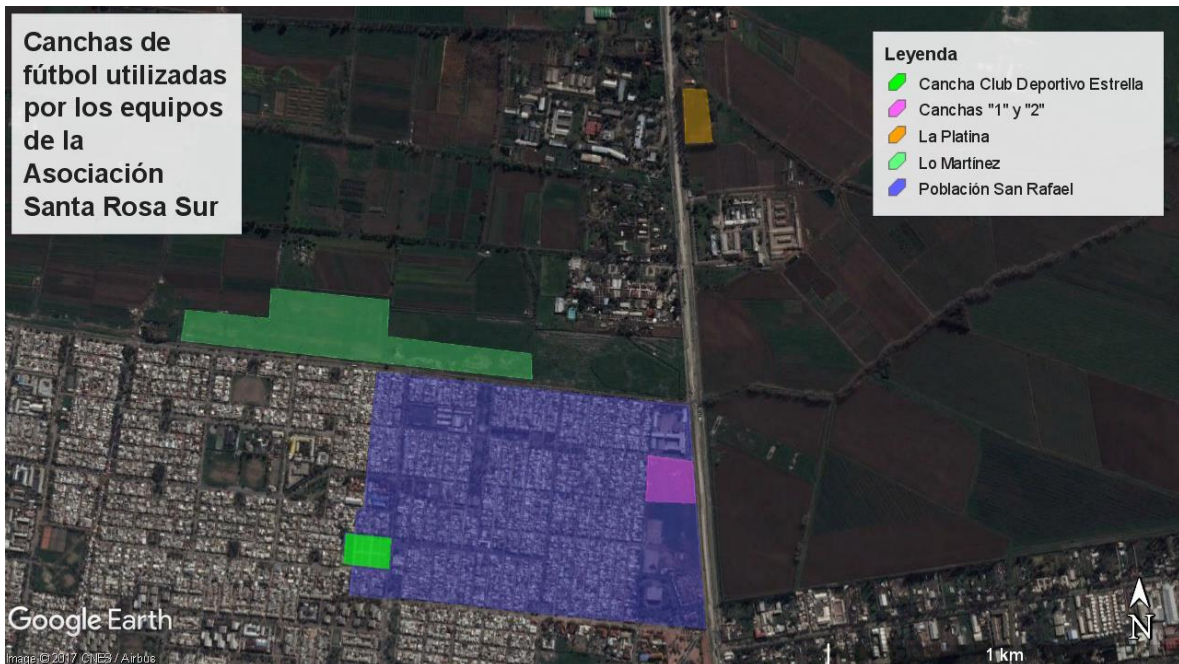 Canchas de
fútbol utilizadas
por los equipos
de la
Asociación
Santa Rosa Sur
Leyenda
Cancha Club Deportivo Estrella
Canchas "1" y "2"
La Platina
Lo Martínez
Población San Rafael
N
1 km
Google Earth
Image © 2017 CNES / Airbus